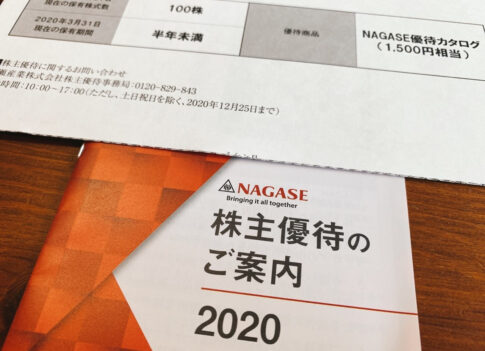 現在の保有株式数
100株
2020年3月31日
現在の保有期間
半年未満
優待商品
NAGASE優待カタログ
(1,500円相当)
株主優待に関するお問い合わせ
産業株式会社株主優待事務局:0120-829-843
時間:10:00~17:00(ただし、土日祝日を除く、2020年12月25日まで)
NAGASE
Bringing it all together
株主優待の
ご案内
2020